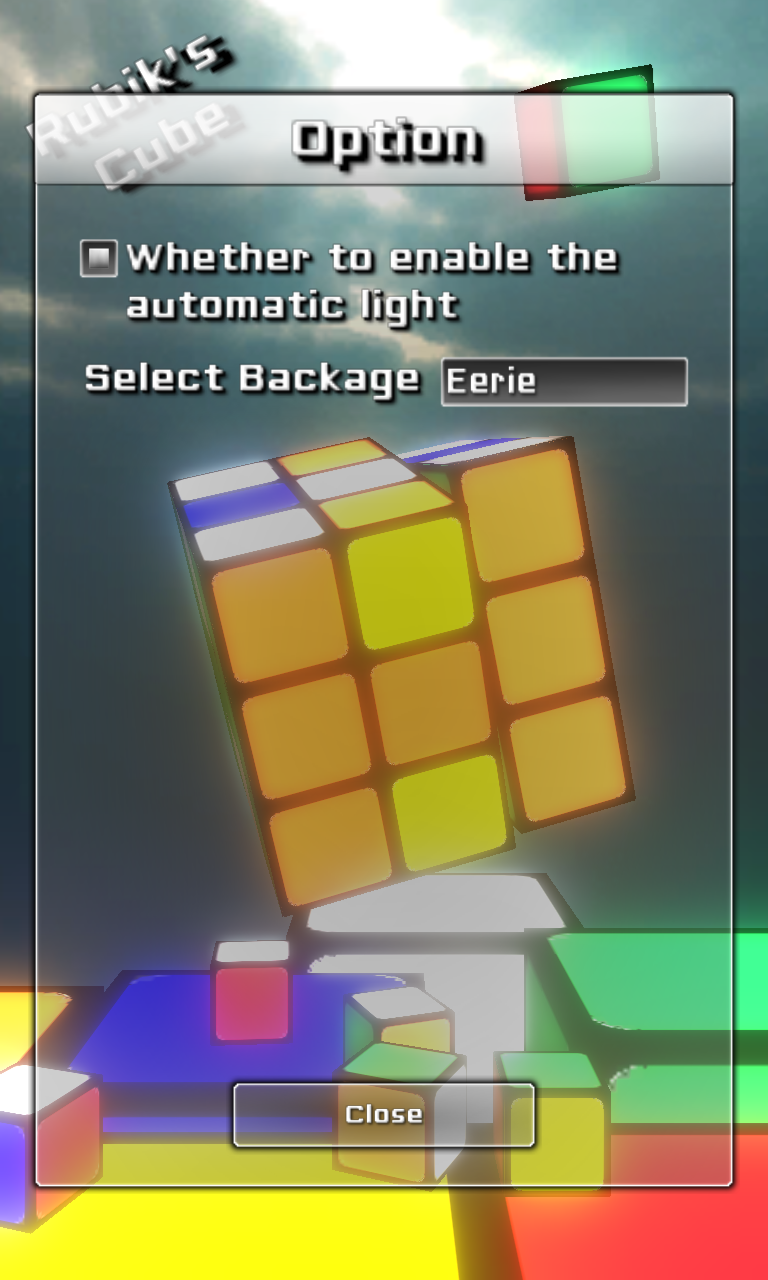 Rubik's
Cube
Option
Whether to enable the
automatic light
Select Backage Eerie
Close